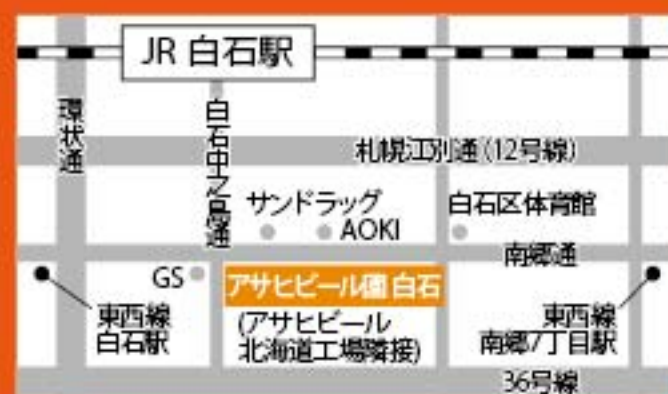 JR 白石駅
環状通
白石中之島通
札幌江別通(12号線)
サンドラッグ
AOKI
白石区体育館
南郷通
GS
アサヒビール園 白石
(アサヒビール
北海道工場隣接)
東西線
白石駅
東西線
南郷7丁目駅
36号線